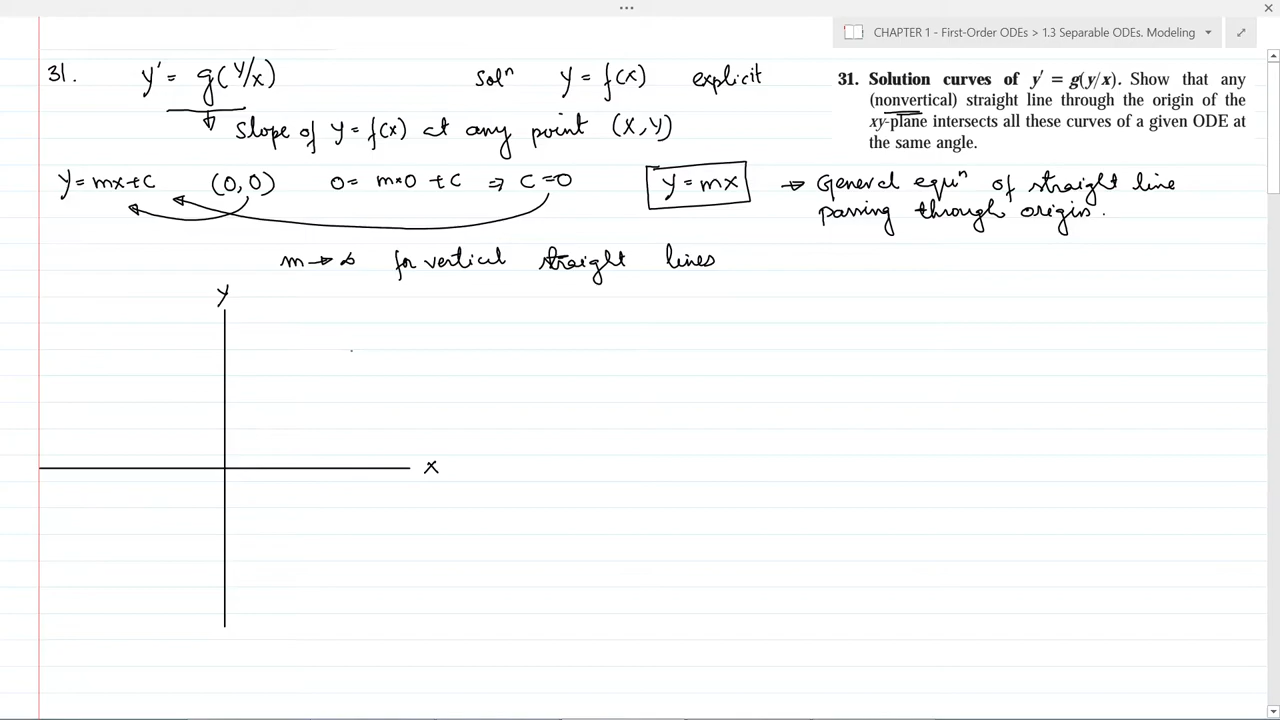 CHAPTER 1 - First-Order ODEs > 1.3 Separable ODEs. Modeling
31. y' = g(y/x) solⁿ y = f(x) explicit
slope of y = f(x) at any point (x, y)
y = mx+c (0,0) 0 = m×0 + c ⇒ c = 0 y = mx → General equⁿ of straight line
passing through origin.
m → ∞ for vertical straight lines
y
x
31. Solution curves of y′ = g(y/x). Show that any
(nonvertical) straight line through the origin of the
xy-plane intersects all these curves of a given ODE at
the same angle.